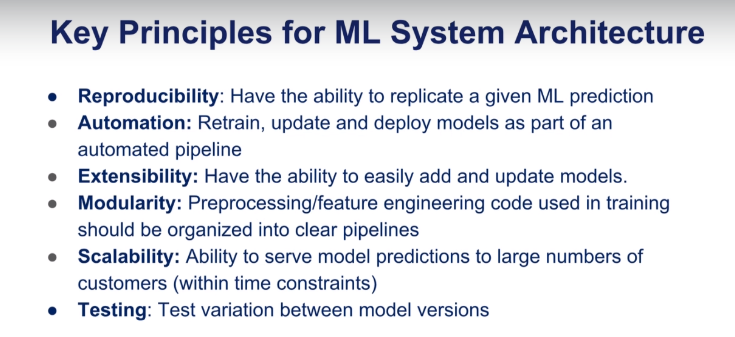 Key Principles for ML System Architecture
● Reproducibility: Have the ability to replicate a given ML prediction
● Automation: Retrain, update and deploy models as part of an
automated pipeline
● Extensibility: Have the ability to easily add and update models.
● Modularity: Preprocessing/feature engineering code used in training
should be organized into clear pipelines
● Scalability: Ability to serve model predictions to large numbers of
customers (within time constraints)
● Testing: Test variation between model versions